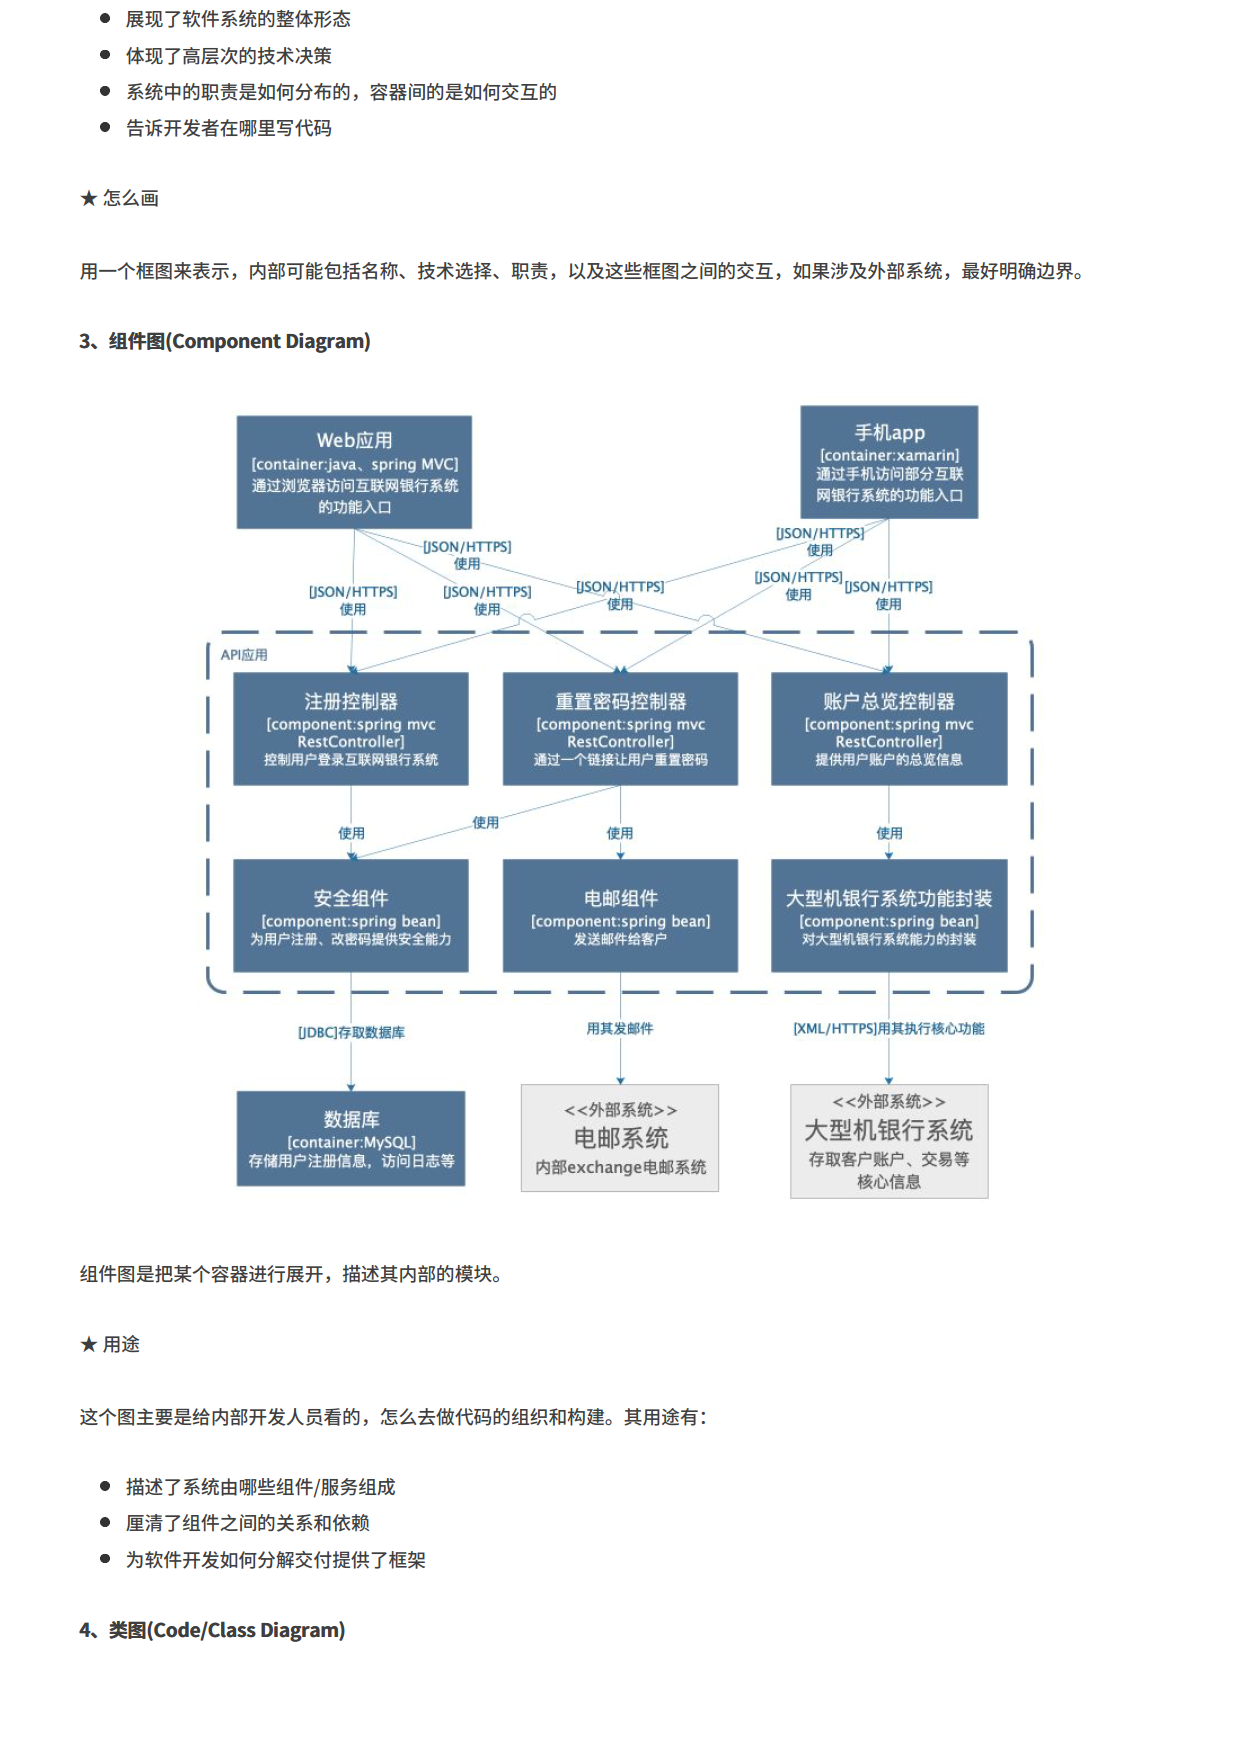 展现了软件系统的整体形态
体现了高层次的技术决策
系统中的职责是如何分布的，容器间的是如何交互的
告诉开发者在哪里写代码
★ 怎么画
用一个框图来表示，内部可能包括名称、技术选择、职责，以及这些框图之间的交互，如果涉及外部系统，最好明确边界。
3、组件图(Component Diagram)
Web应用
[container:java、spring MVC]
通过浏览器访问互联网银行系统
的功能入口
手机app
[container:xamarin]
通过手机访问部分互联
网银行系统的功能入口
[JSON/HTTPS]
使用
[JSON/HTTPS]
使用
[JSON/HTTPS]
使用
[JSON/HTTPS]
使用
[JSON/HTTPS]
使用
[JSON/HTTPS]
使用
[JSON/HTTPS]
使用
API应用
注册控制器
[component:spring mvc
RestController]
控制用户登录互联网银行系统
重置密码控制器
[component:spring mvc
RestController]
通过一个链接让用户重置密码
账户总览控制器
[component:spring mvc
RestController]
提供用户账户的总览信息
使用
使用
使用
使用
安全组件
[component:spring bean]
为用户注册、改密码提供安全能力
电邮组件
[component:spring bean]
发送邮件给客户
大型机银行系统功能封装
[component:spring bean]
对大型机银行系统能力的封装
[JDBC]存取数据库
用其发邮件
[XML/HTTPS]用其执行核心功能
数据库
[container:MySQL]
存储用户注册信息，访问日志等
<<外部系统>>
电邮系统
内部exchange电邮系统
<<外部系统>>
大型机银行系统
存取客户账户、交易等
核心信息
组件图是把某个容器进行展开，描述其内部的模块。
★ 用途
这个图主要是给内部开发人员看的，怎么去做代码的组织和构建。其用途有：
描述了系统由哪些组件/服务组成
厘清了组件之间的关系和依赖
为软件开发如何分解交付提供了框架
4、类图(Code/Class Diagram)